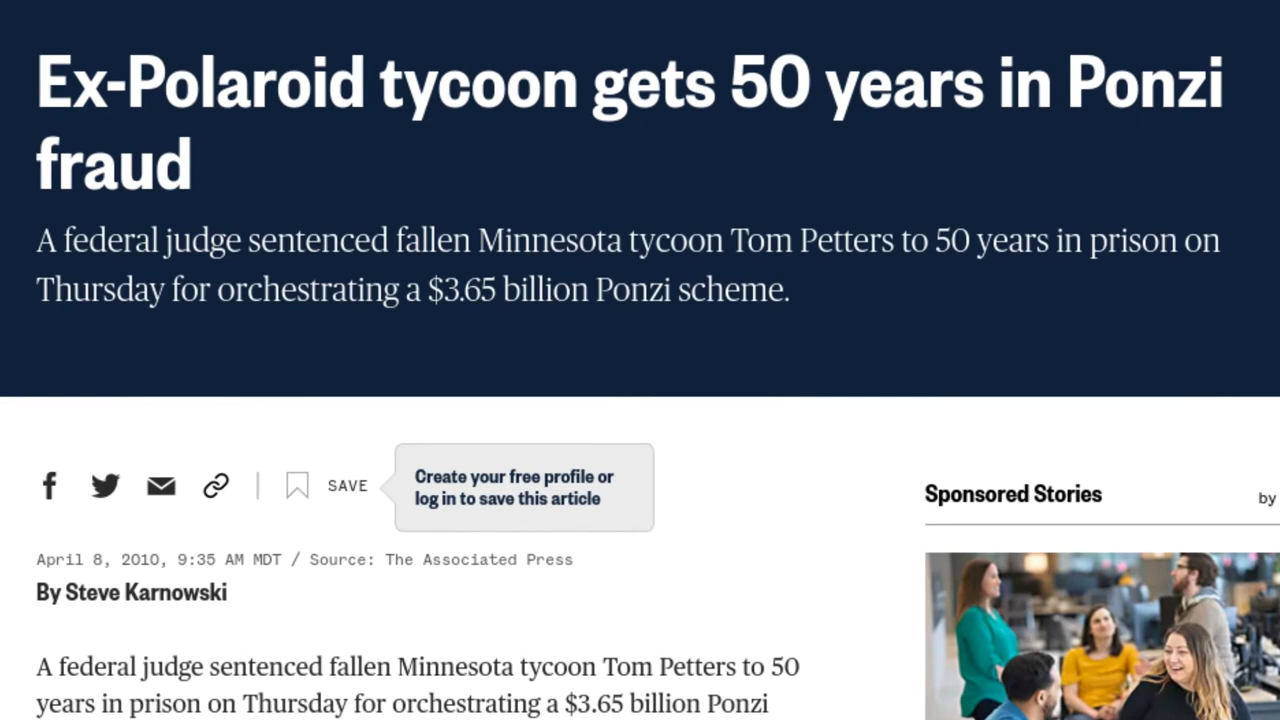 Ex-Polaroid tycoon gets 50 years in Ponzi
fraud
A federal judge sentenced fallen Minnesota tycoon Tom Petters to 50 years in prison on
Thursday for orchestrating a $3.65 billion Ponzi scheme.
SAVE
Create your free profile or
log in to save this article
Sponsored Stories
by
April 8, 2010, 9:35 AM MDT / Source: The Associated Press
By Steve Karnowski
A federal judge sentenced fallen Minnesota tycoon Tom Petters to 50
years in prison on Thursday for orchestrating a $3.65 billion Ponzi